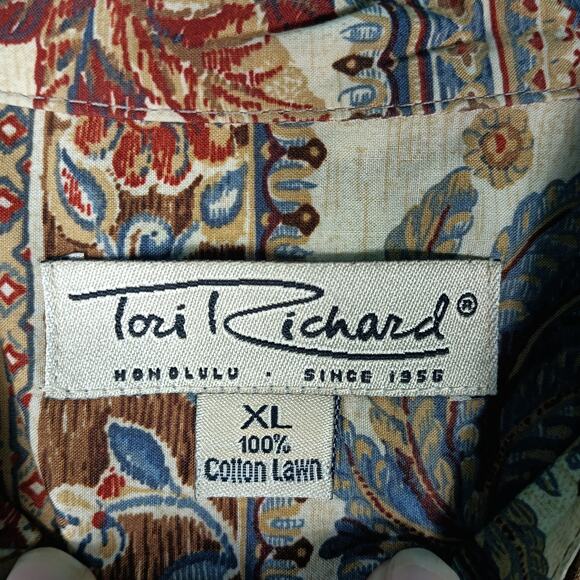 Tori Richard®
HONOLULU · SINCE 1956
XL
100%
Cotton Lawn